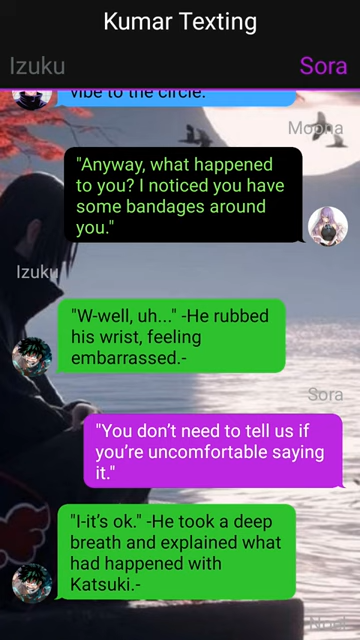 Kumar Texting
Izuku
Sora
vibe to the circle.
Moona
"Anyway, what happened
to you? I noticed you have
some bandages around
you."
Izuku
"W-well, uh..." -He rubbed
his wrist, feeling
embarrassed.-
Sora
"You don’t need to tell us if
you’re uncomfortable saying
it."
"I-it’s ok." -He took a deep
breath and explained what
had happened with
Katsuki.-